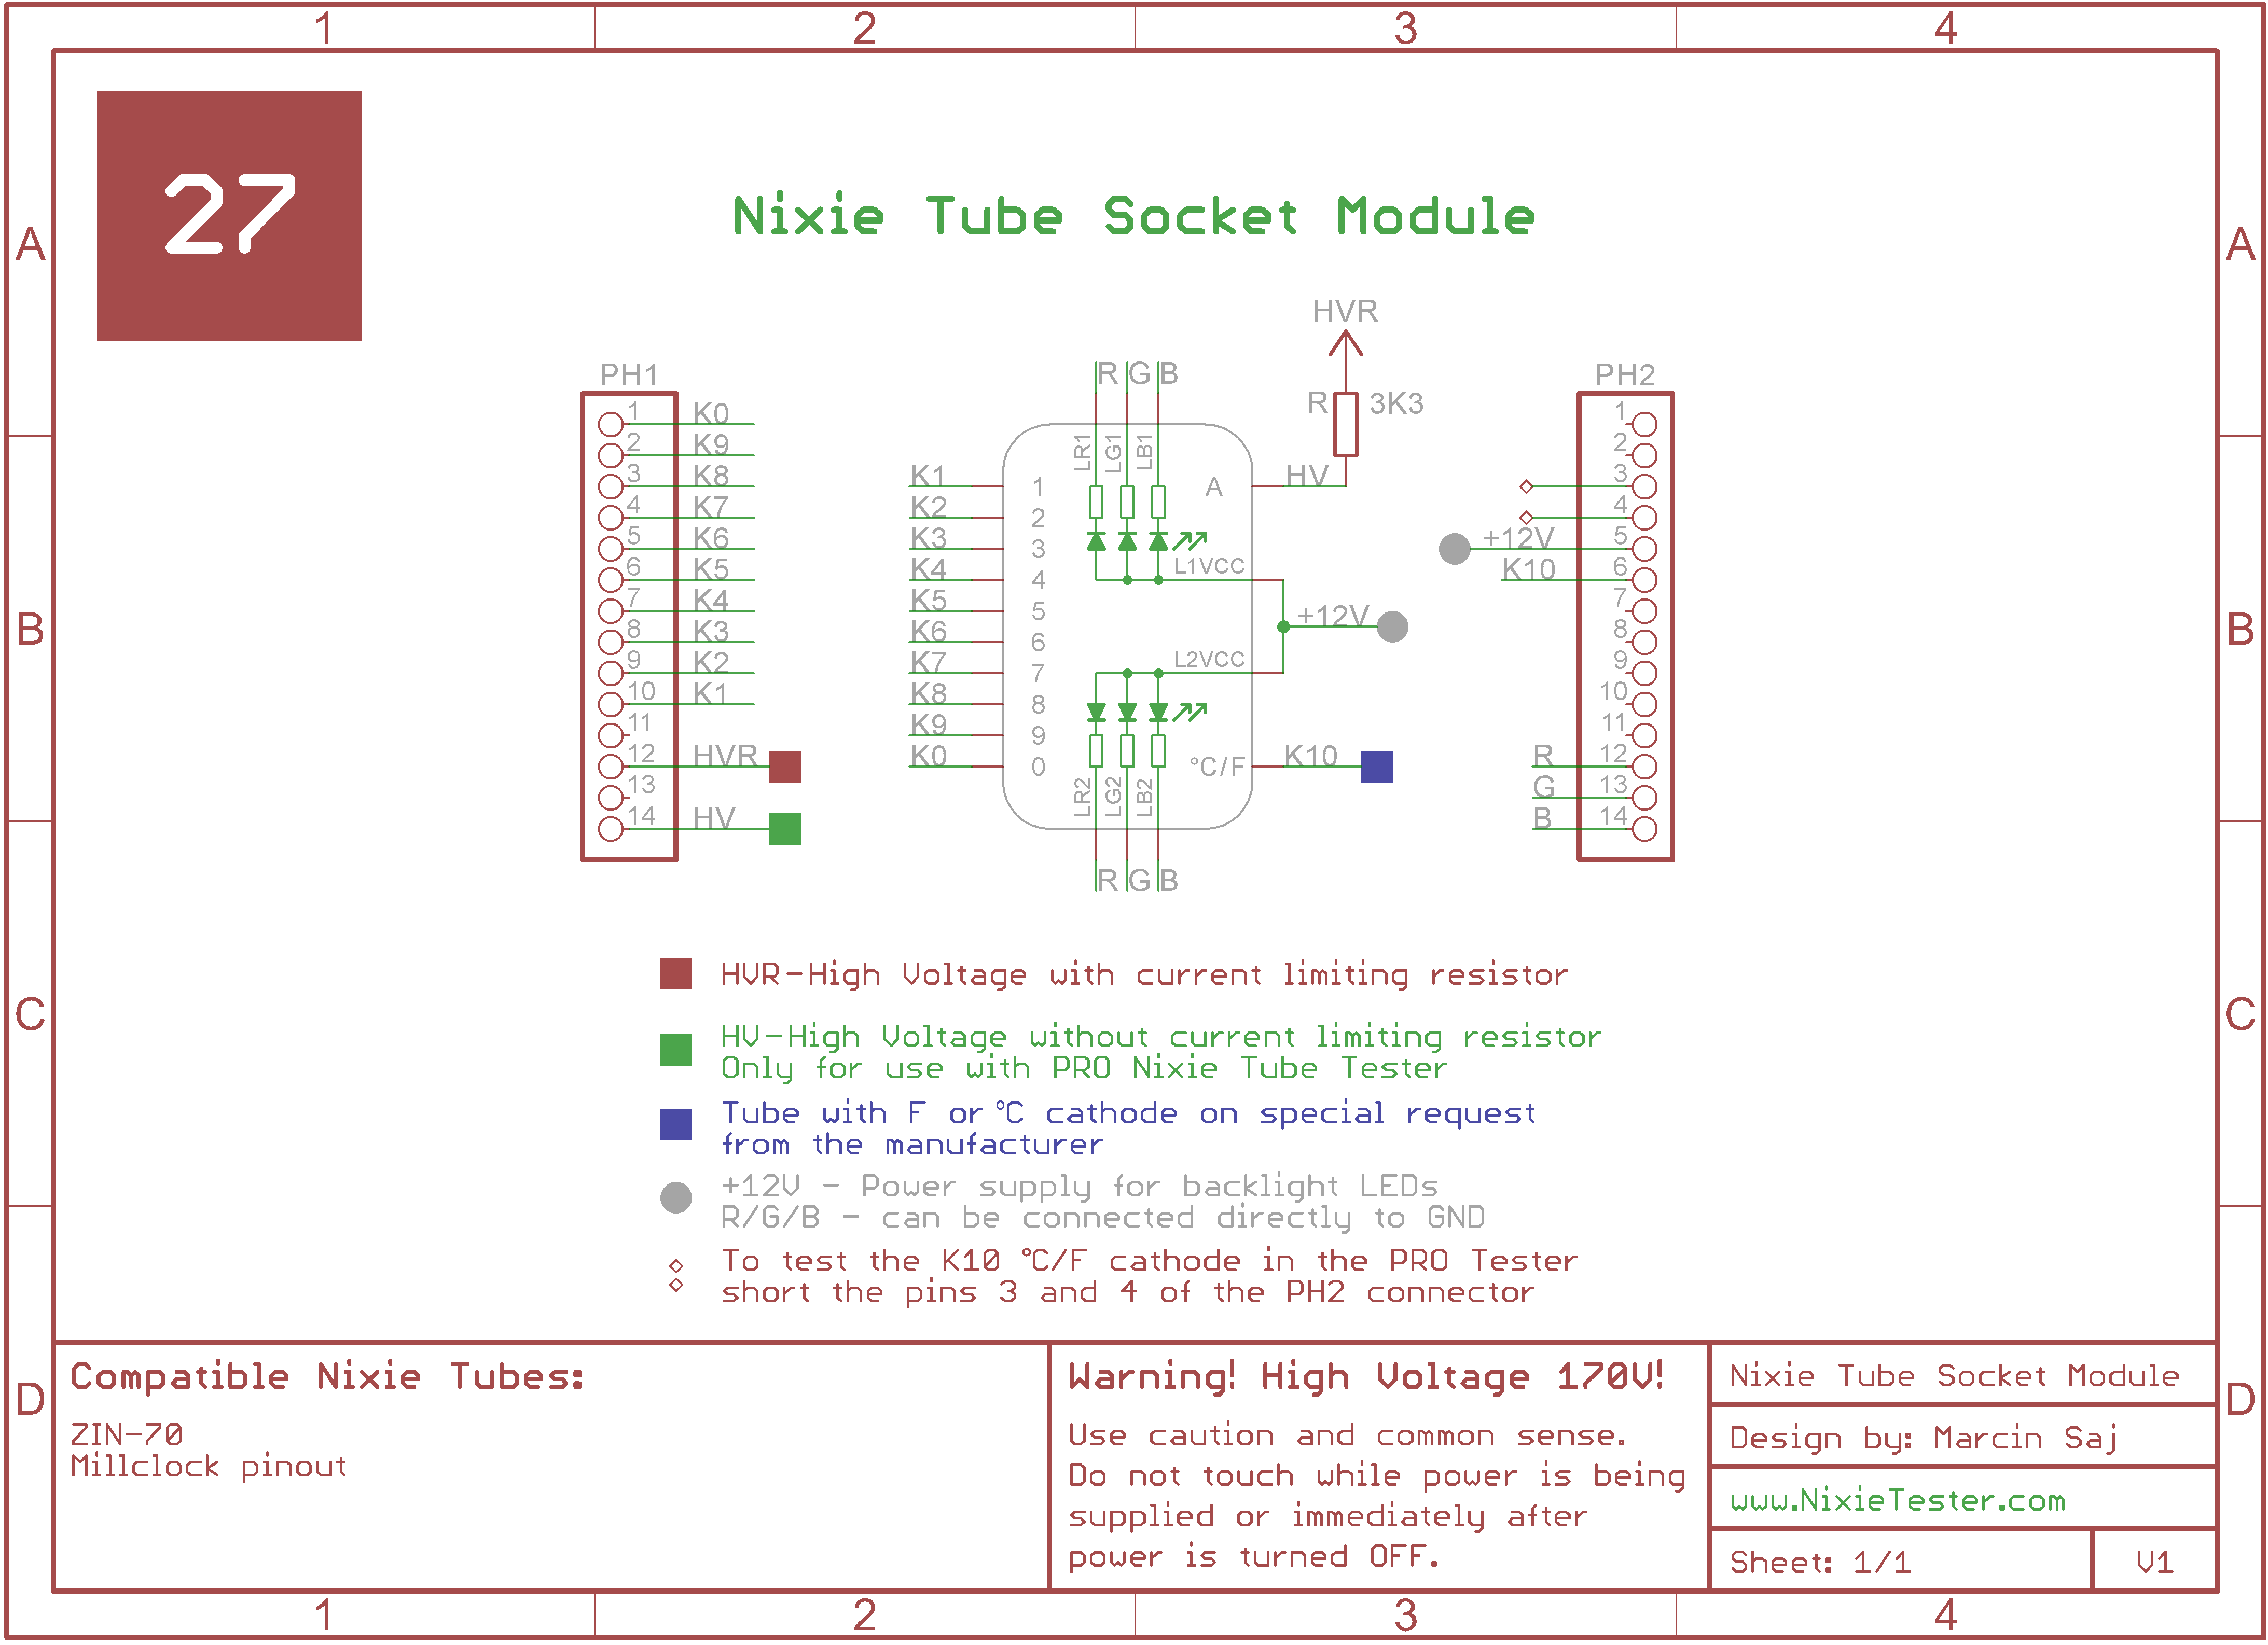 1 2 3 4
A A
B B
C C
D D
27
Nixie Tube Socket Module
HVR
R 3K3
PH1
1 K0
2 K9
3 K8
4 K7
5 K6
6 K5
7 K4
8 K3
9 K2
10 K1
11
12 HVR
13
14 HV
R G B
LR1 LG1 LB1
K1 1
K2 2
K3 3
K4 4
K5 5
K6 6
K7 7
K8 8
K9 9
K0 0
A HV
L1VCC
+12V
L2VCC
°C/F K10
LR2 LG2 LB2
R G B
PH2
1
2
3
4
+12V 5
K10 6
7
8
9
10
11
R 12
G 13
B 14
HVR-High Voltage with current limiting resistor
HV-High Voltage without current limiting resistor
Only for use with PRO Nixie Tube Tester
Tube with F or °C cathode on special request
from the manufacturer
+12V - Power supply for backlight LEDs
R/G/B - can be connected directly to GND
To test the K10 °C/F cathode in the PRO Tester
short the pins 3 and 4 of the PH2 connector
Compatible Nixie Tubes:
ZIN-70
Millclock pinout
Warning! High Voltage 170V!
Use caution and common sense.
Do not touch while power is being
supplied or immediately after
power is turned OFF.
Nixie Tube Socket Module
Design by: Marcin Saj
www.NixieTester.com
Sheet: 1/1 V1
1 2 3 4